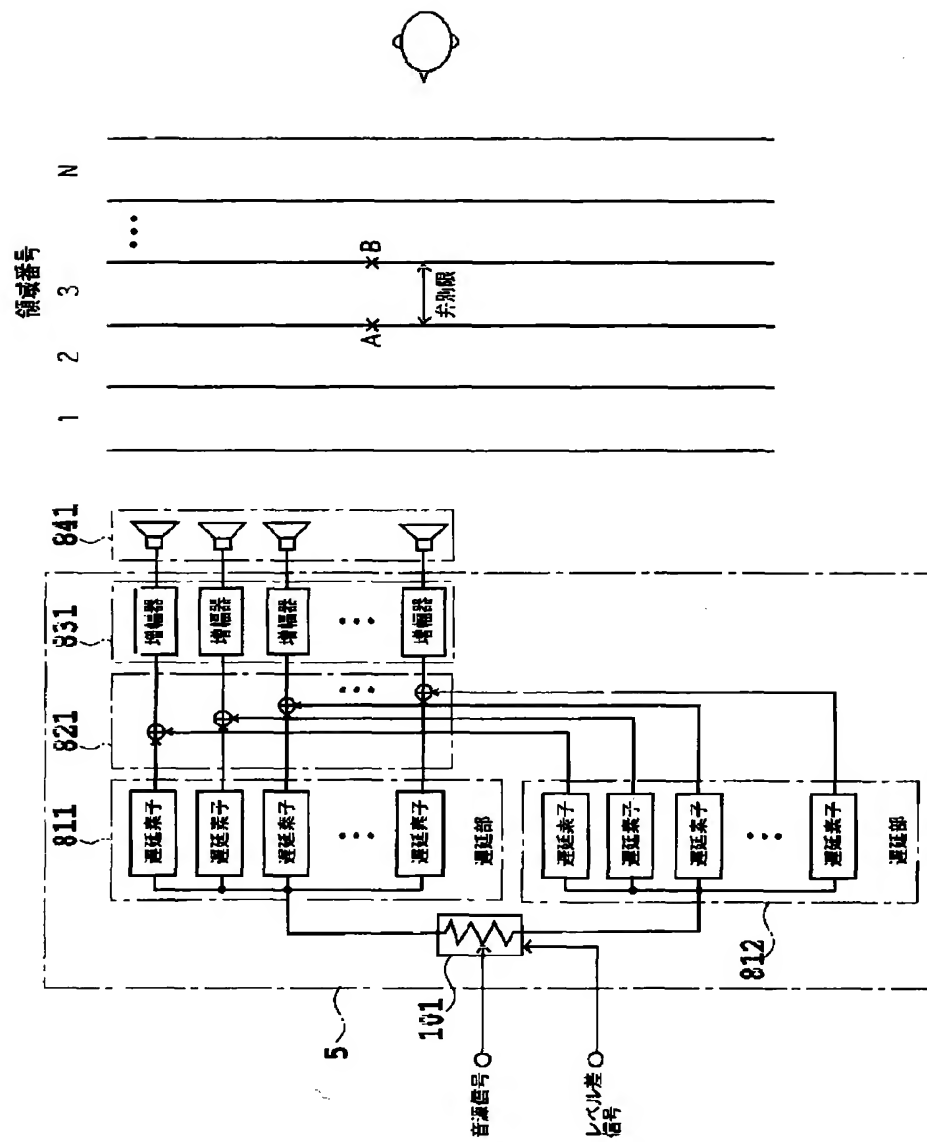 領域番号
1 2 3 ••• N
A
B
弁別限
841
831
821
811
増幅器
増幅器
増幅器
増幅器
遅延素子
遅延素子
遅延素子
遅延素子
遅延部
遅延素子
遅延素子
遅延素子
遅延素子
遅延部
812
101
5
音源信号
レベル差
信号